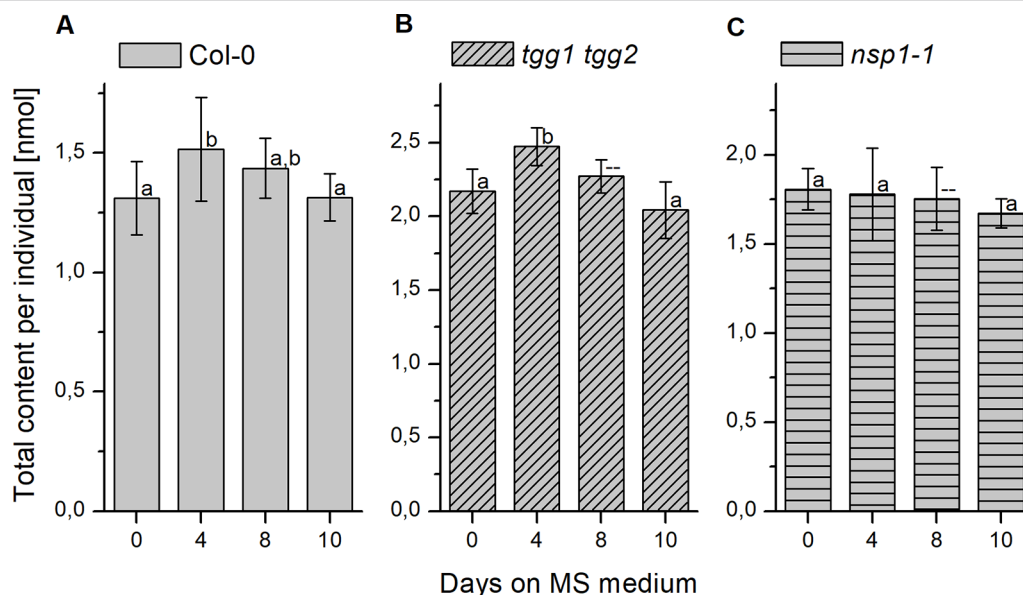 A
B
C
Col-0
tgg1 tgg2
nsp1-1
Total content per individual [nmol]
1,5
1,0
0,5
0,0
a
b
a,b
a
0
4
8
10
2,5
2,0
1,5
1,0
0,5
0,0
a
b
--
a
0
4
8
10
2,0
1,5
1,0
0,5
0,0
a
a
--
a
0
4
8
10
Days on MS medium